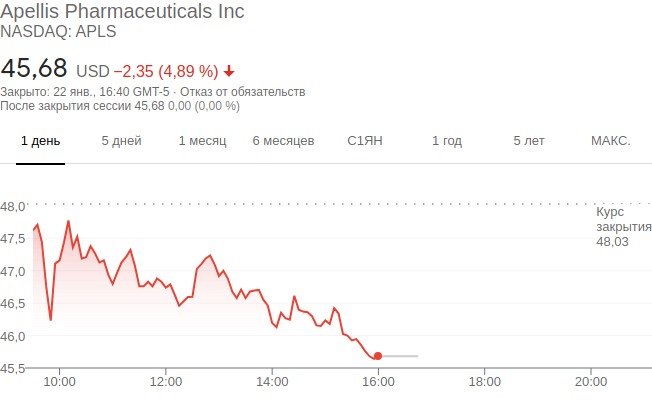 Apellis Pharmaceuticals Inc
NASDAQ: APLS
45,68 USD −2,35 (4,89 %)
Закрыто: 22 янв., 16:40 GMT-5 · Отказ от обязательств
После закрытия сессии 45,68 0,00 (0,00 %)
1 день 5 дней 1 месяц 6 месяцев С1ЯН 1 год 5 лет МАКС.
48,0
Курс
закрытия
48,03
47,5
47,0
46,5
46,0
45,5
10:00 12:00 14:00 16:00 18:00 20:00